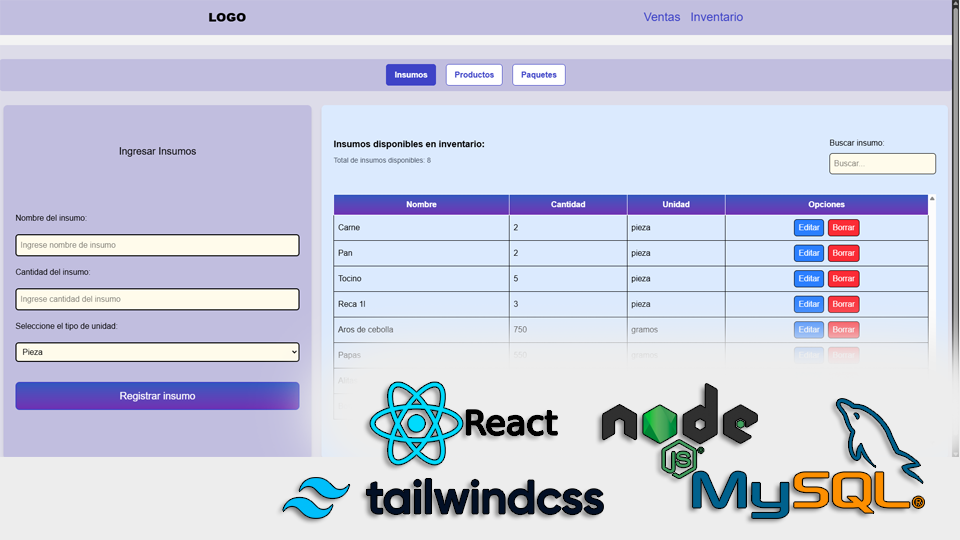 LOGO
Ventas Inventario
Insumos Productos Paquetes
Ingresar Insumos
Nombre del insumo:
Ingrese nombre de insumo
Cantidad del insumo:
Ingrese cantidad del insumo
Seleccione el tipo de unidad:
Pieza
Registrar insumo
Insumos disponibles en inventario:
Total de insumos disponibles: 8
Buscar insumo:
Buscar...
Nombre Cantidad Unidad Opciones
Carne 2 pieza Editar Borrar
Pan 2 pieza Editar Borrar
Tocino 5 pieza Editar Borrar
Reca 1l 3 pieza Editar Borrar
Aros de cebolla 750 gramos Editar Borrar
Papas gramos Editar Borrar
React
node
JS
tailwindcss
MySQL®